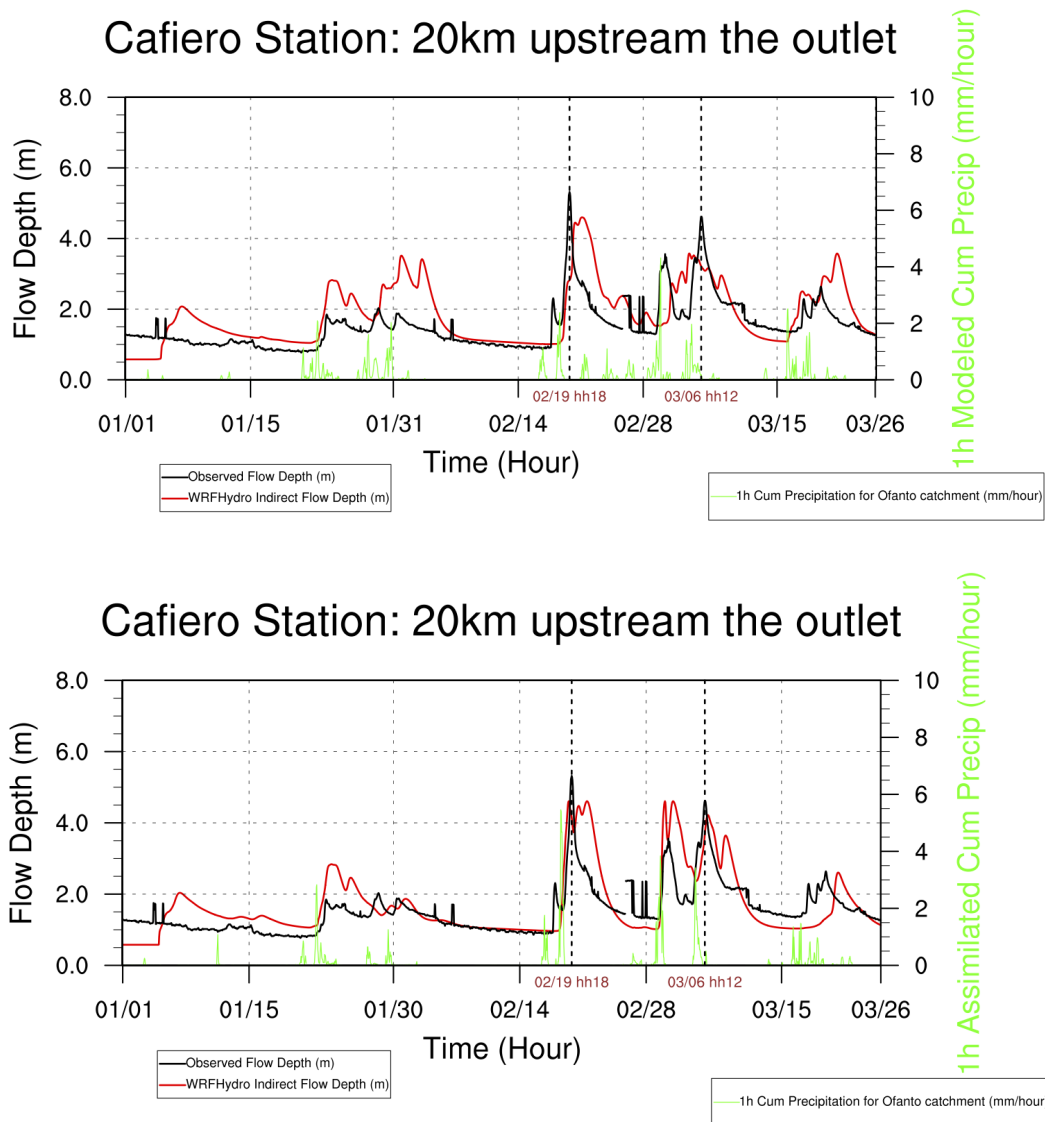 Cafiero Station: 20km upstream the outlet
8.0
6.0
4.0
2.0
0.0
Flow Depth (m)
10
8
6
4
2
0
1h Modeled Cum Precip (mm/hour)
02/19 hh18
03/06 hh12
01/01
01/15
01/31
02/14
02/28
03/15
03/26
Time (Hour)
Observed Flow Depth (m)
WRFHydro Indirect Flow Depth (m)
1h Cum Precipitation for Ofanto catchment (mm/hour)
Cafiero Station: 20km upstream the outlet
8.0
6.0
4.0
2.0
0.0
Flow Depth (m)
10
8
6
4
2
0
1h Assimilated Cum Precip (mm/hour)
02/19 hh18
03/06 hh12
01/01
01/15
01/30
02/14
02/28
03/15
03/26
Time (Hour)
Observed Flow Depth (m)
WRFHydro Indirect Flow Depth (m)
1h Cum Precipitation for Ofanto catchment (mm/hour